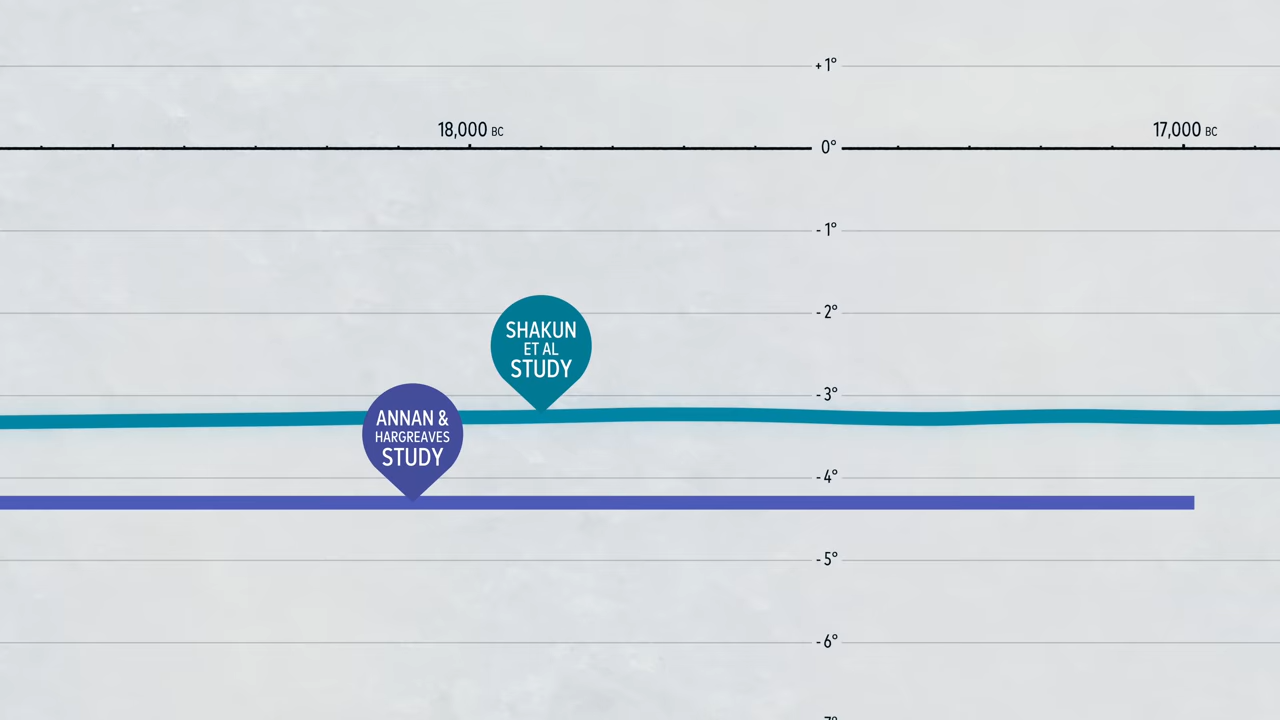 +1°
18,000 BC
17,000 BC
0°
-1°
-2°
SHAKUN
ET AL
STUDY
-3°
ANNAN &
HARGREAVES
STUDY
-4°
-5°
-6°